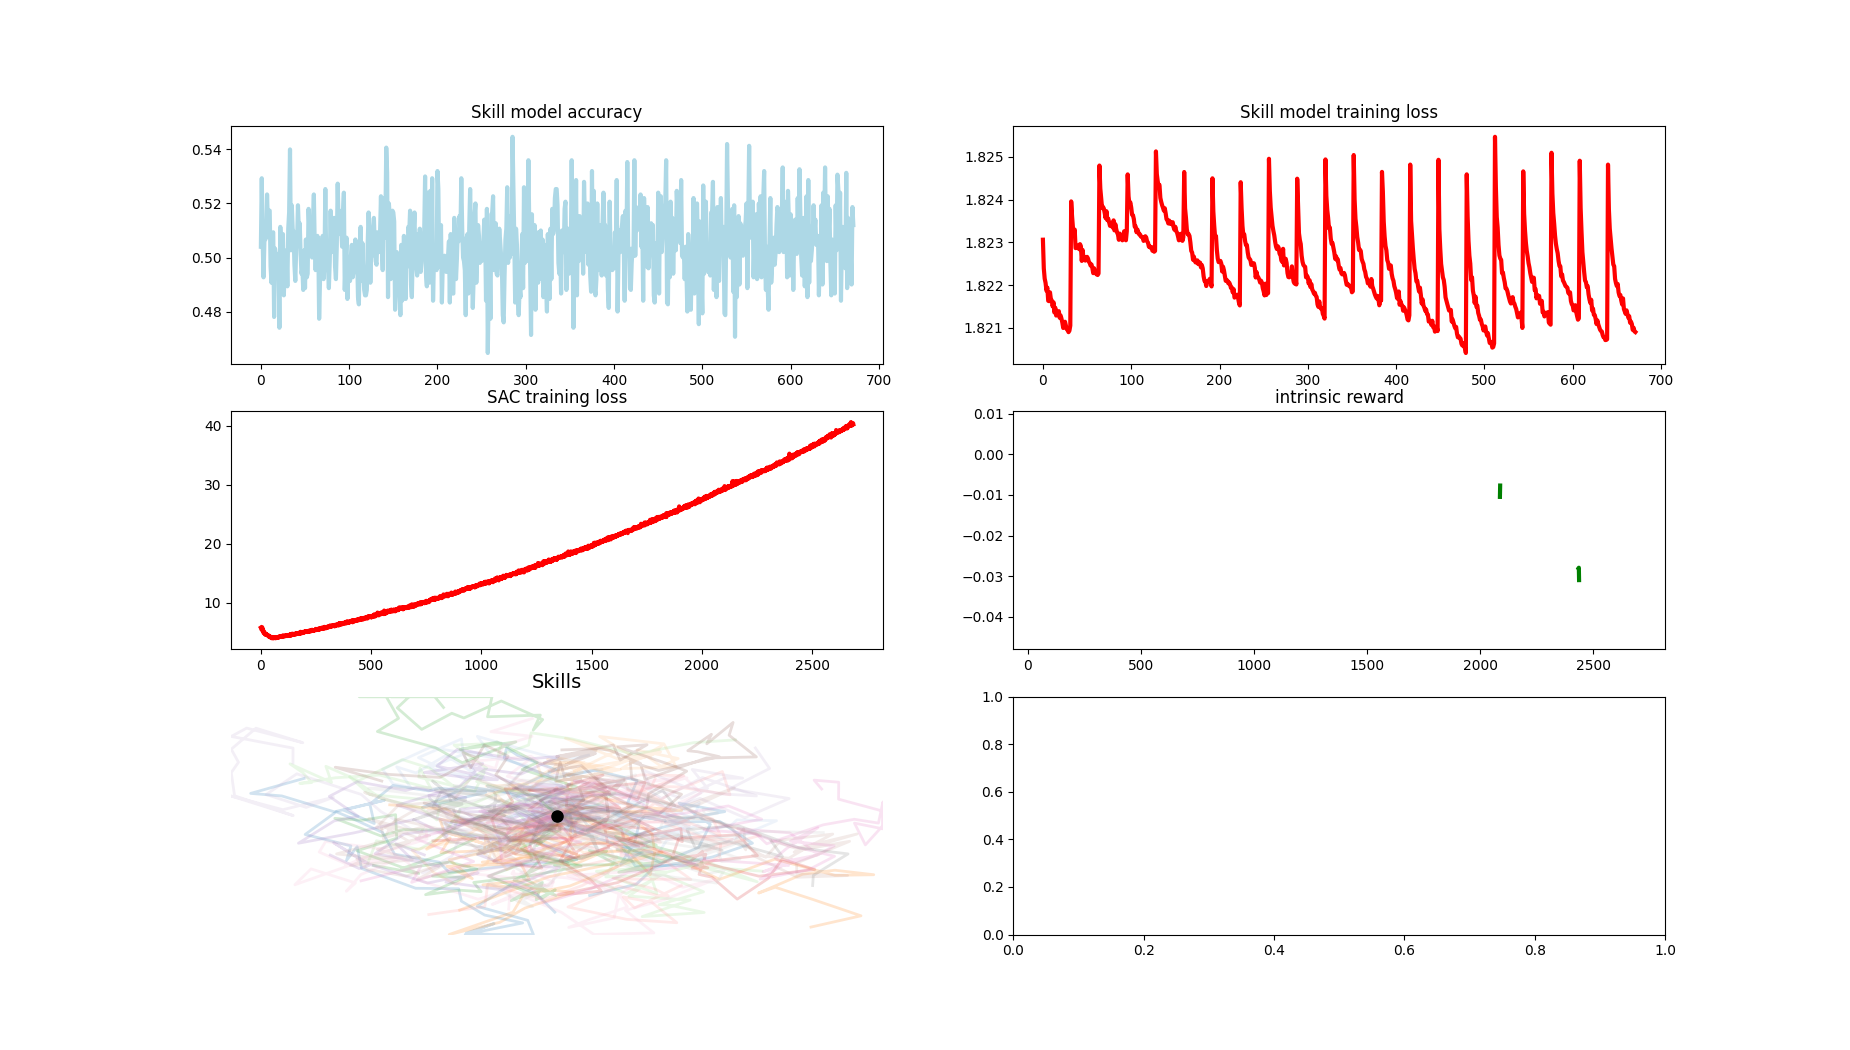 Skill model accuracy
0.54
0.52
0.50
0.48
0 100 200 300 400 500 600 700
Skill model training loss
1.825
1.824
1.823
1.822
1.821
0 100 200 300 400 500 600 700
SAC training loss
40
30
20
10
0 500 1000 1500 2000 2500
intrinsic reward
0.01
0.00
−0.01
−0.02
−0.03
−0.04
0 500 1000 1500 2000 2500
Skills
1.0
0.8
0.6
0.4
0.2
0.0
0.0 0.2 0.4 0.6 0.8 1.0